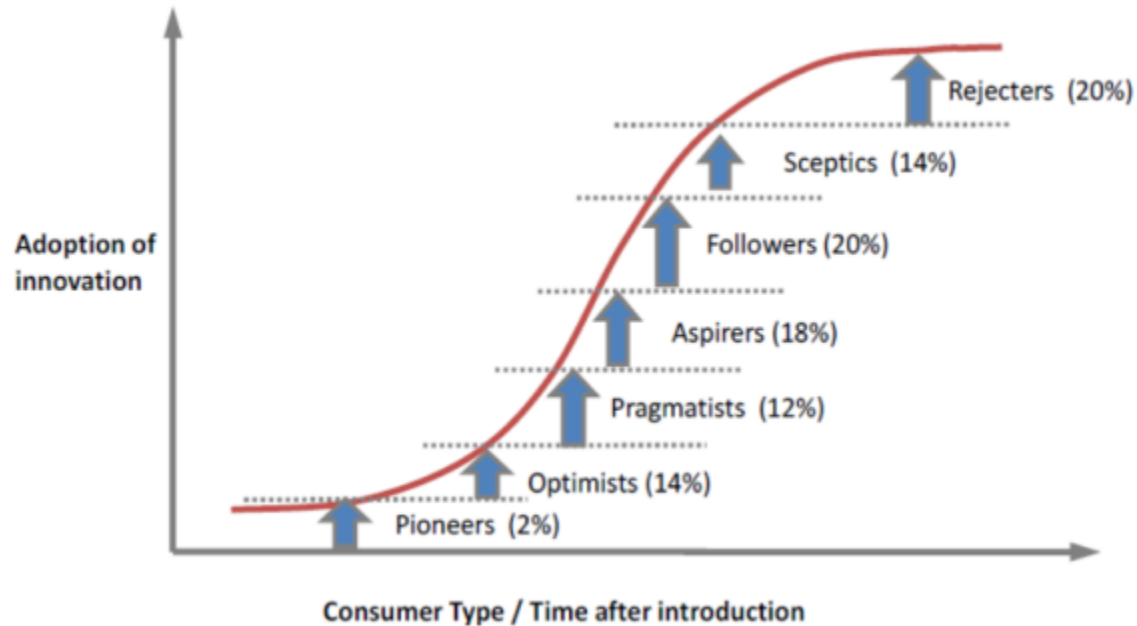 Rejecters (20%)
Sceptics (14%)
Adoption of
innovation
Followers (20%)
Aspirers (18%)
Pragmatists (12%)
Optimists (14%)
Pioneers (2%)
Consumer Type / Time after introduction